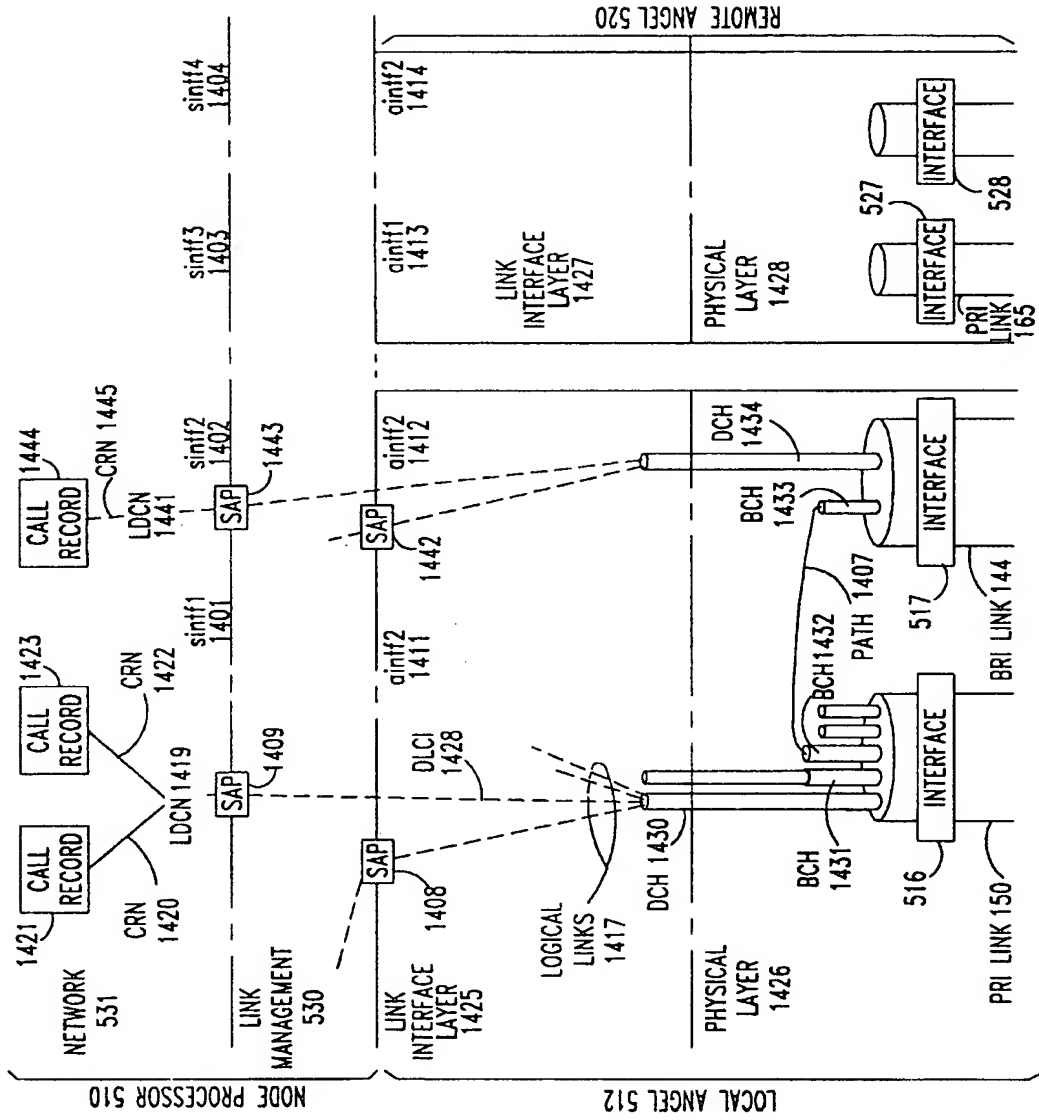 NODE PROCESSOR 510
LOCAL ANGEL 512
REMOTE ANGEL 520
NETWORK
531
1421
CALL
RECORD
CRN
1420
CALL
RECORD
1423
CRN
1422
LDCN 1419
CALL
RECORD
1444
CRN 1445
LDCN
1441
LINK
MANAGEMENT
530
SAP
1409
sintf1
1401
SAP
1443
sintf2
1402
sintf3
1403
sintf4
1404
LINK
INTERFACE
LAYER
1425
SAP
1408
DLCI
1428
aintf2
1411
SAP
1442
aintf2
1412
aintf1
1413
aintf2
1414
LINK
INTERFACE
LAYER
1427
LOGICAL
LINKS
1417
DCH 1430
DCH
1434
PHYSICAL
LAYER
1426
BCH
1431
BCH 1432
PATH 1407
BCH
1433
PHYSICAL
LAYER
1428
516
INTERFACE
PRI LINK 150
517
INTERFACE
BRI LINK 144
527
INTERFACE
PRI
LINK
165
INTERFACE
528